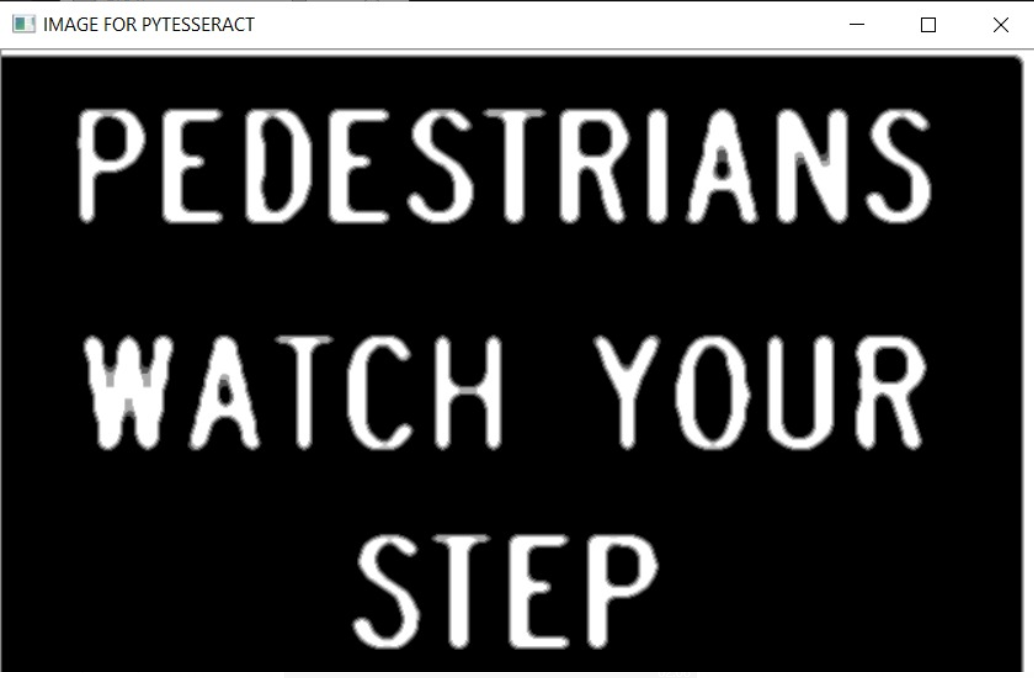 IMAGE FOR PYTESSERACT
PEDESTRIANS
WATCH YOUR
STEP